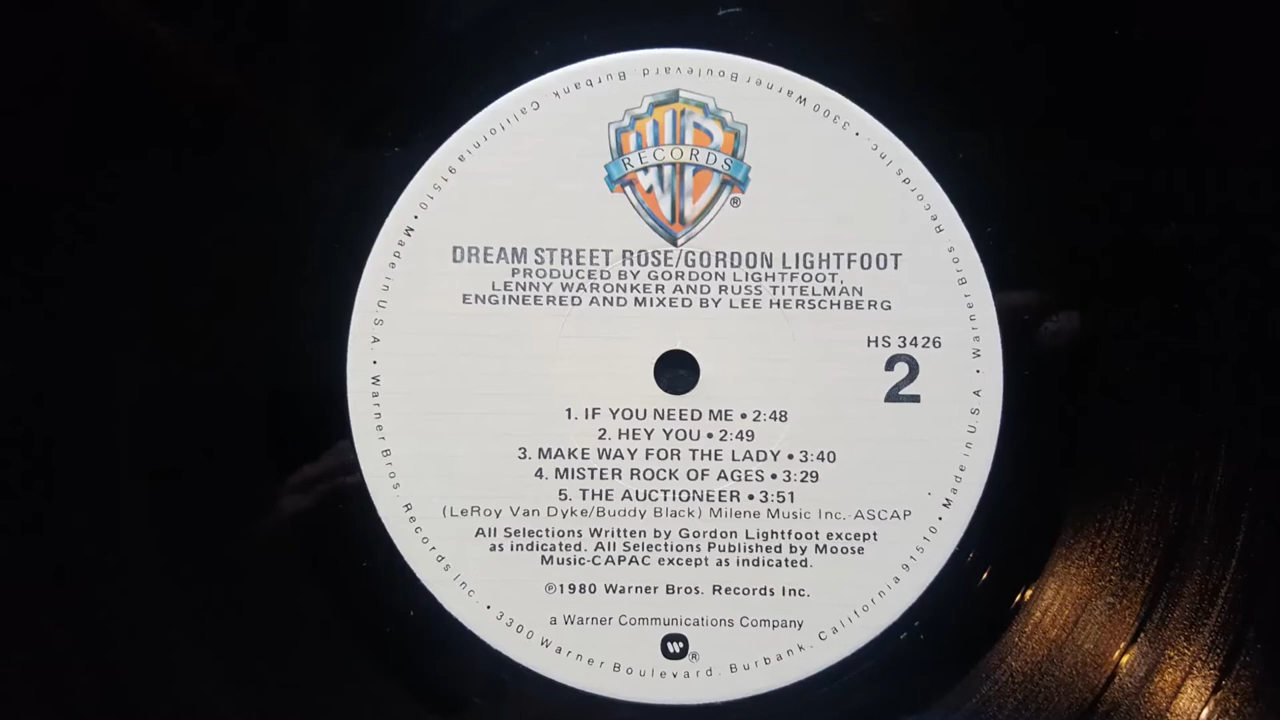 WB
RECORDS
®
DREAM STREET ROSE/GORDON LIGHTFOOT
PRODUCED BY GORDON LIGHTFOOT,
LENNY WARONKER AND RUSS TITELMAN
ENGINEERED AND MIXED BY LEE HERSCHBERG
HS 3426
2
1. IF YOU NEED ME • 2:48
2. HEY YOU • 2:49
3. MAKE WAY FOR THE LADY • 3:40
4. MISTER ROCK OF AGES • 3:29
5. THE AUCTIONEER • 3:51
(LeRoy Van Dyke/Buddy Black) Milene Music Inc.-ASCAP
All Selections Written by Gordon Lightfoot except
as indicated. All Selections Published by Moose
Music-CAPAC except as indicated.
℗1980 Warner Bros. Records Inc.
a Warner Communications Company
®
Warner Bros. Records Inc. • 3300 Warner Boulevard. Burbank, California 91510 • Made in U.S.A. •
Warner Bros. Records Inc. • 3300 Warner Boulevard. Burbank, California 91510 • Made in U.S.A •